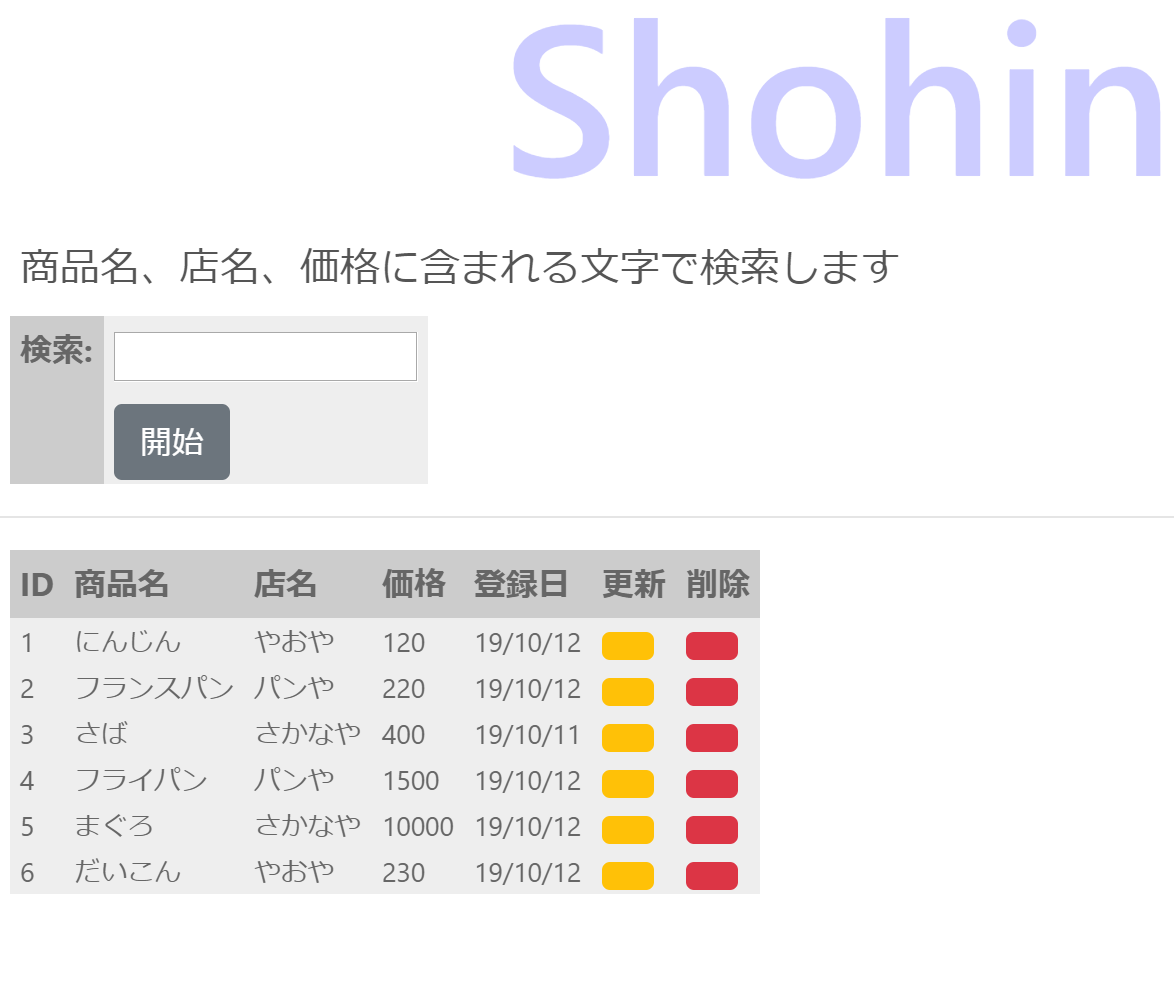 Shohin
商品名、店名、価格に含まれる文字で検索します
検索:
開始
ID 商品名 店名 価格 登録日 更新 削除
1 にんじん やおや 120 19/10/12
2 フランスパン パンや 220 19/10/12
3 さば さかなや 400 19/10/11
4 フライパン パンや 1500 19/10/12
5 まぐろ さかなや 10000 19/10/12
6 だいこん やおや 230 19/10/12